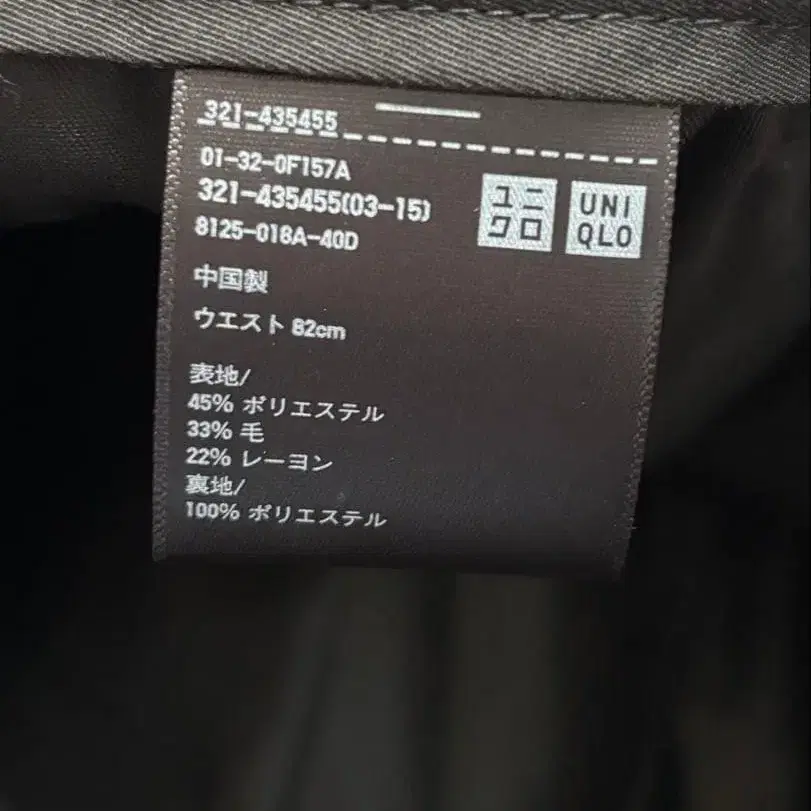 321-435455
01-32-0F157A
321-435455(03-15)
8125-018A-40D
ユニ
クロ
UNI
QLO
中国製
ウエスト 82cm
表地/
45% ポリエステル
33% 毛
22% レーヨン
裏地/
100% ポリエステル